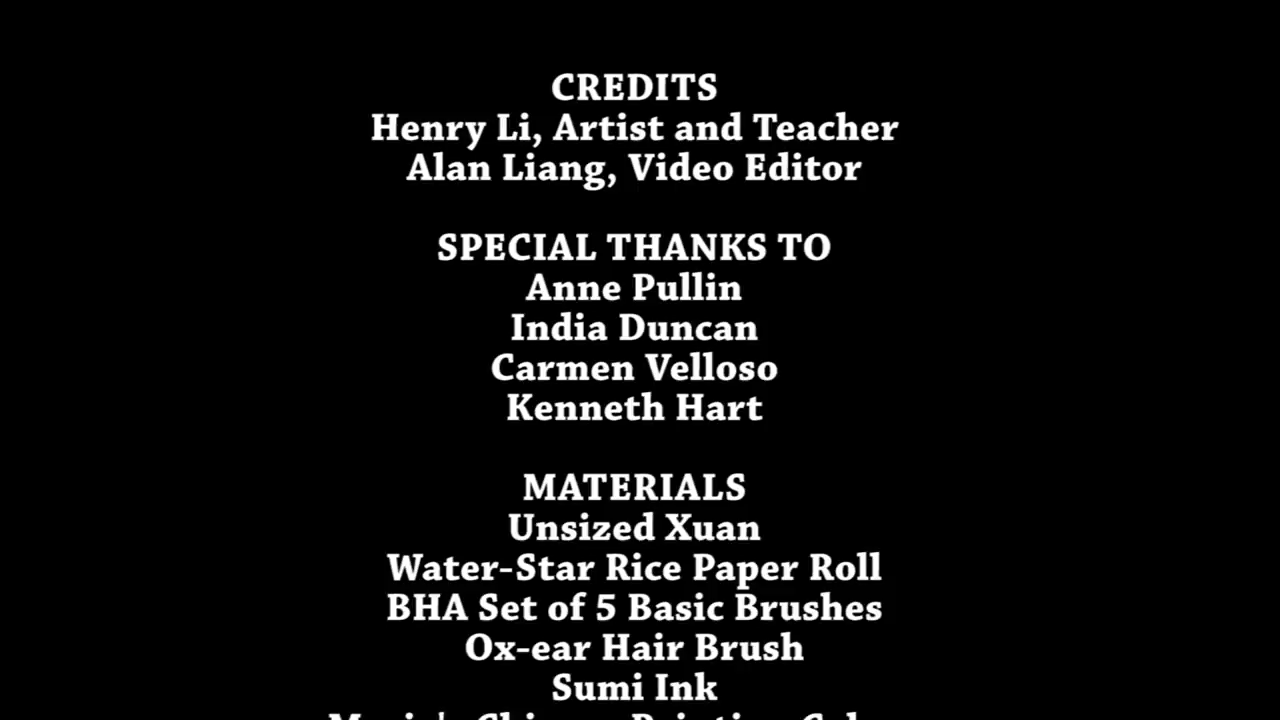 CREDITS
Henry Li, Artist and Teacher
Alan Liang, Video Editor
SPECIAL THANKS TO
Anne Pullin
India Duncan
Carmen Velloso
Kenneth Hart
MATERIALS
Unsized Xuan
Water-Star Rice Paper Roll
BHA Set of 5 Basic Brushes
Ox-ear Hair Brush
Sumi Ink